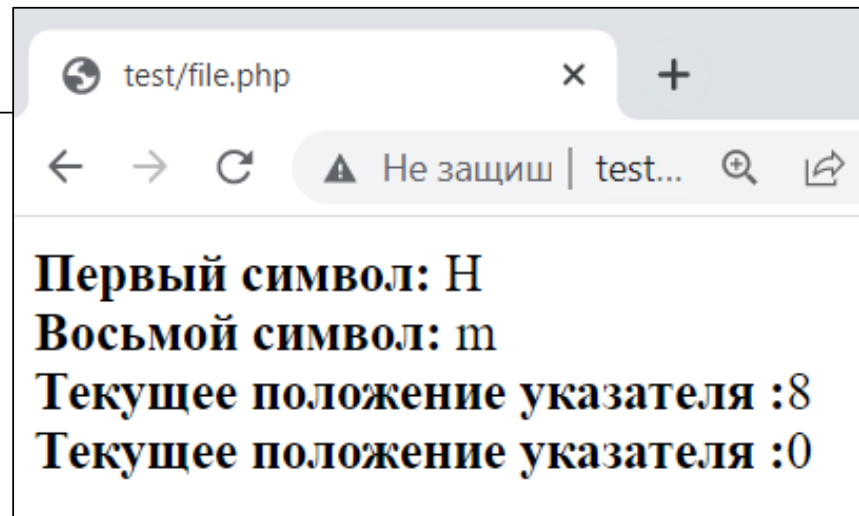 test/file.php
Не защищ | test...
Первый символ: H
Восьмой символ: m
Текущее положение указателя :8
Текущее положение указателя :0